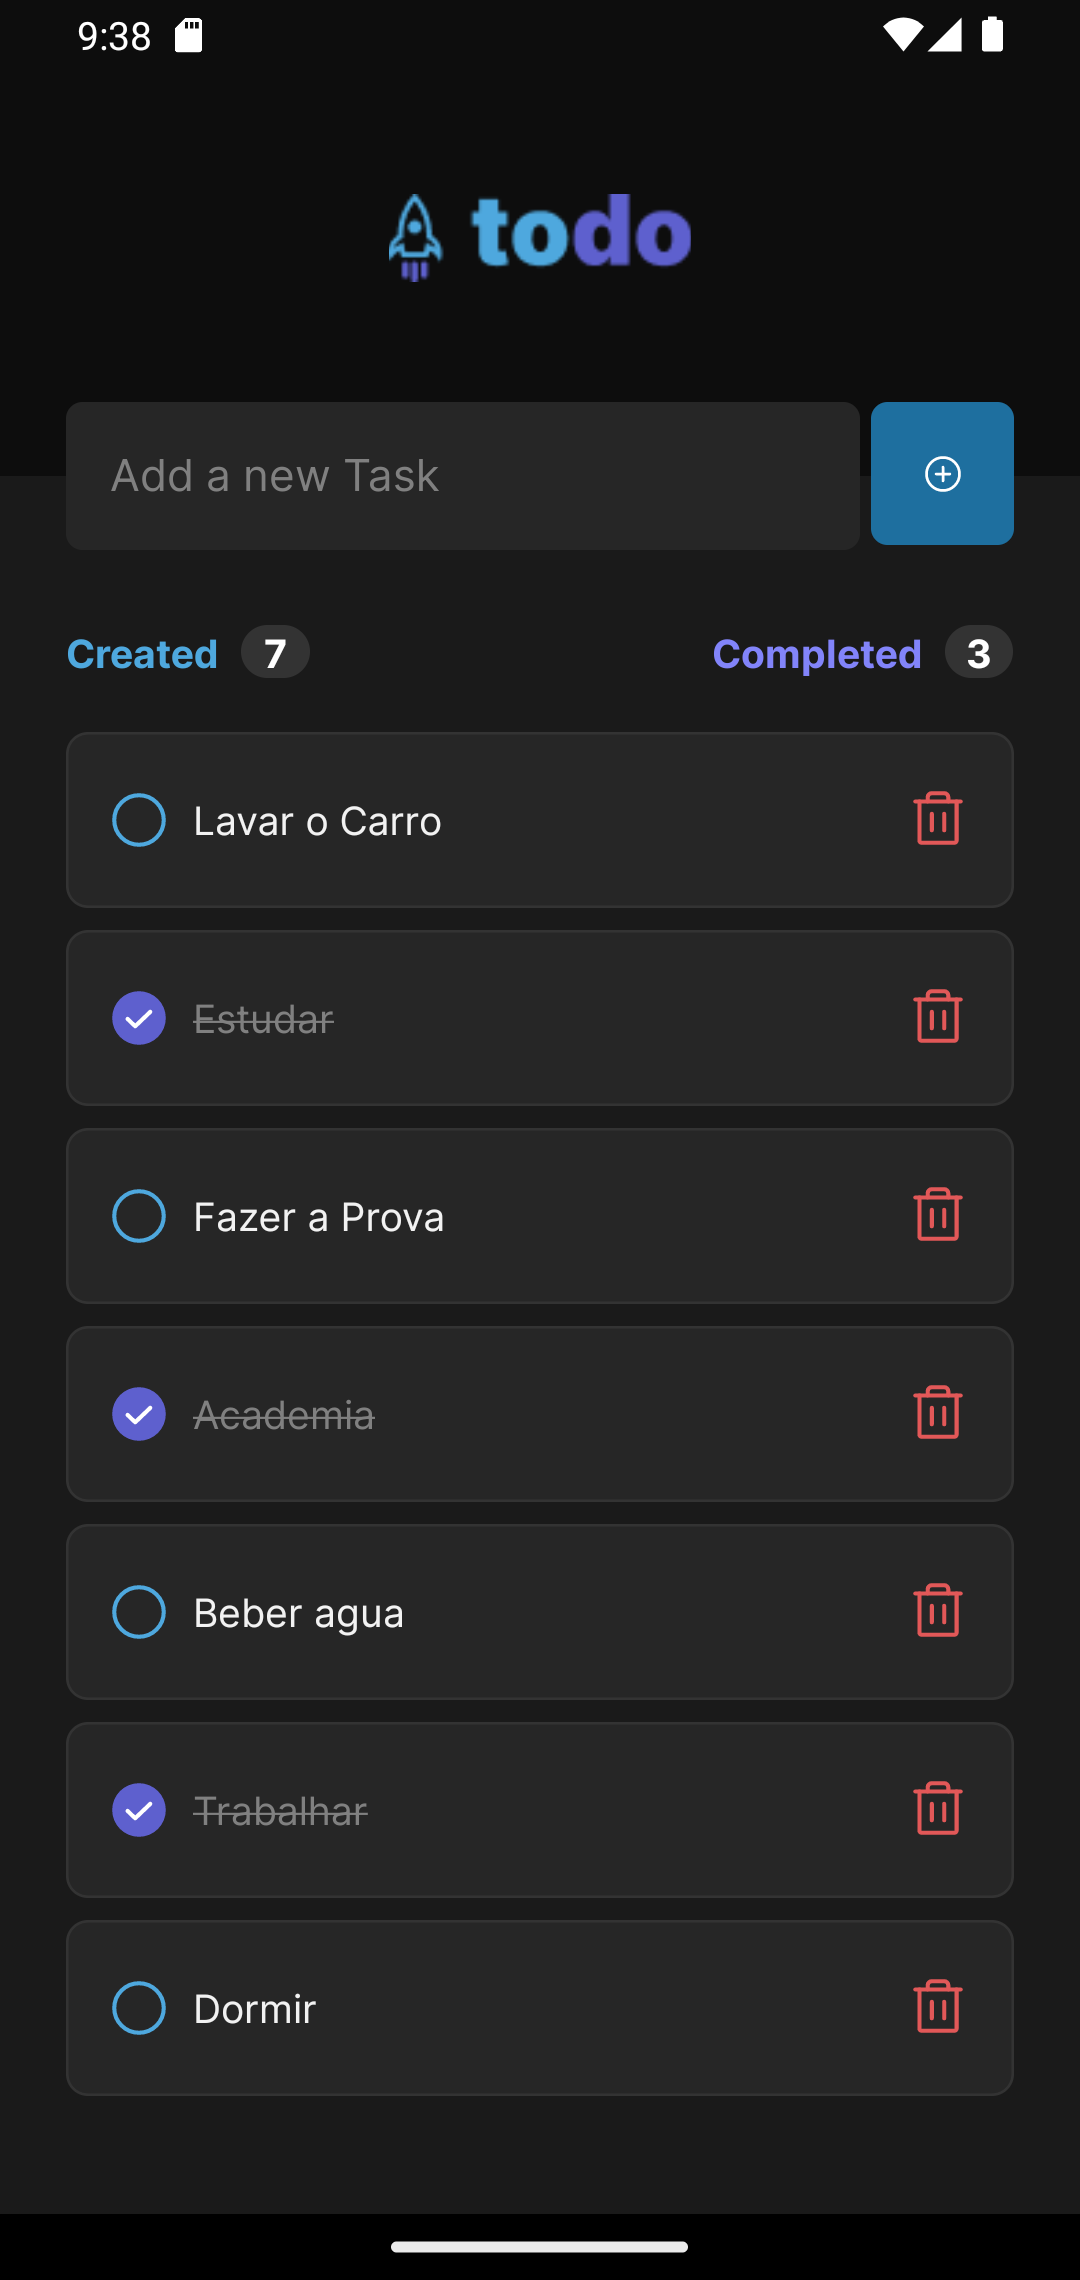 9:38
todo
Add a new Task
Created 7 Completed 3
Lavar o Carro
Estudar
Fazer a Prova
Academia
Beber agua
Trabalhar
Dormir